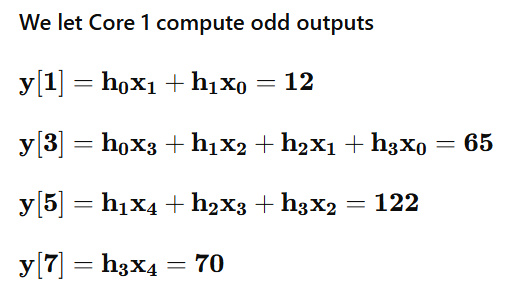 We let Core 1 compute odd outputs
y[1] = h₀x₁ + h₁x₀ = 12
y[3] = h₀x₃ + h₁x₂ + h₂x₁ + h₃x₀ = 65
y[5] = h₁x₄ + h₂x₃ + h₃x₂ = 122
y[7] = h₃x₄ = 70